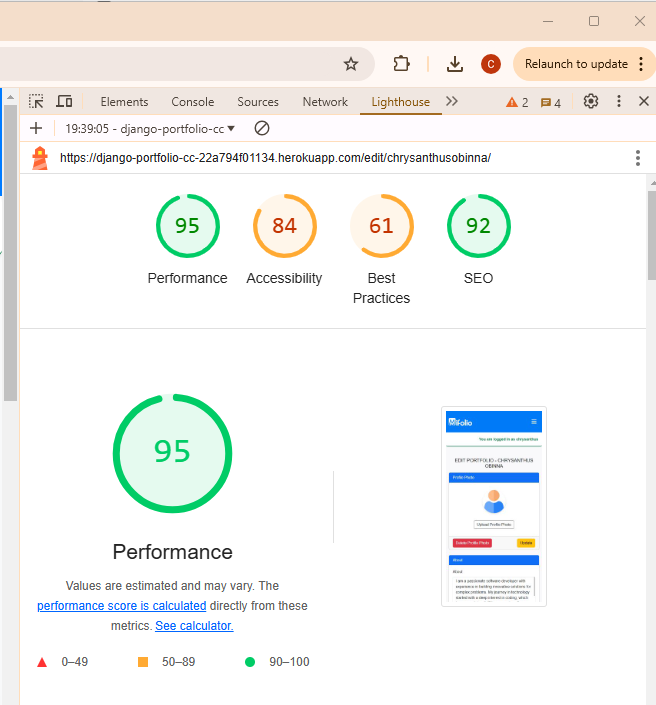 C
Relaunch to update
Elements
Console
Sources
Network
Lighthouse
2
4
19:39:05 - django-portfolio-cc
https://django-portfolio-cc-22a794f01134.herokuapp.com/edit/chrysanthusobinna/
95
84
61
92
Performance
Accessibility
Best
Practices
SEO
95
Performance
Values are estimated and may vary. The
performance score is calculated directly from these
metrics. See calculator.
0–49
50–89
90–100
MiFolio
You are logged in as chrysanthus
EDIT PORTFOLIO - CHRYSANTHUS
OBINNA
Profile Photo
Upload Profile Photo
Delete Profile Photo
About
About
I am a passionate software developer with
experience in building innovative solutions for
complex problems. My journey in technology
started with a deep interest in coding, which